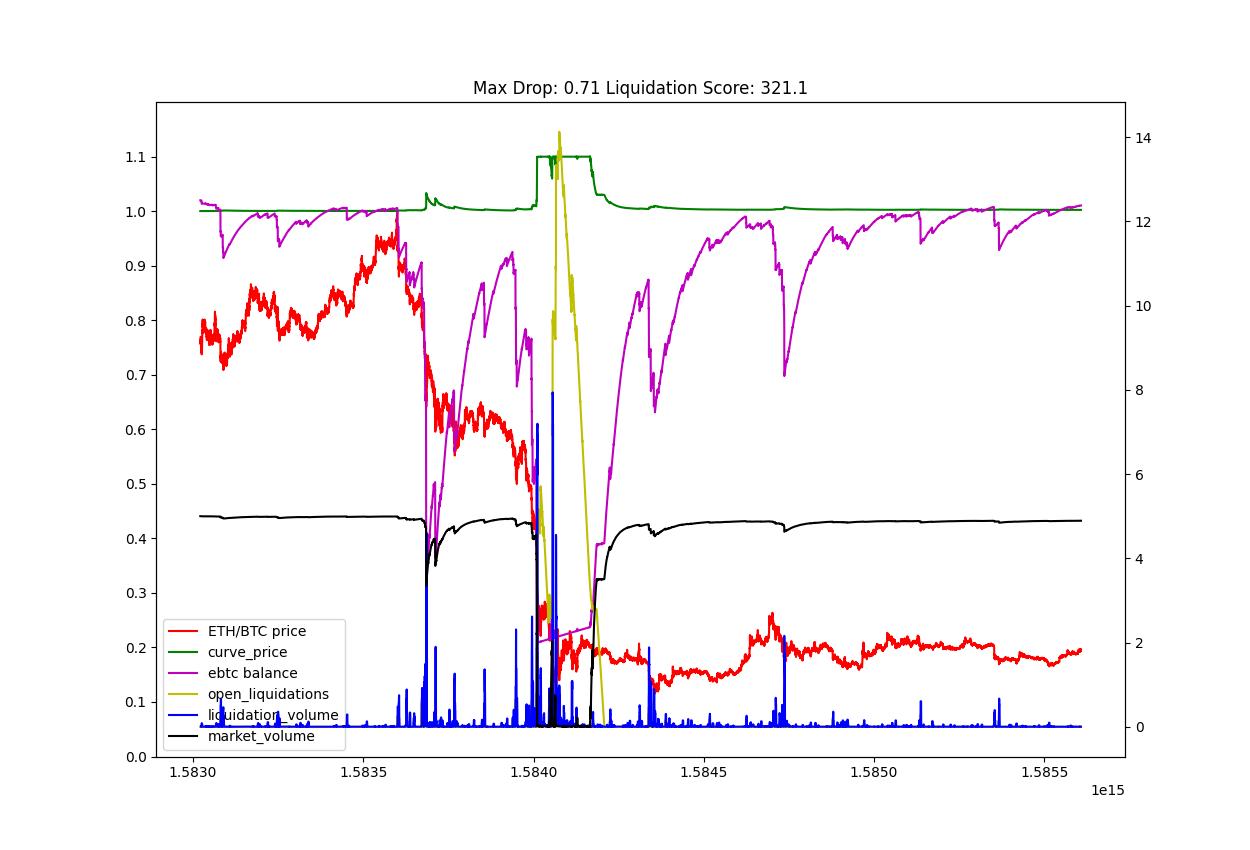 Max Drop: 0.71 Liquidation Score: 321.1
1.1
1.0
0.9
0.8
0.7
0.6
0.5
0.4
0.3
0.2
0.1
0.0
14
12
10
8
6
4
2
0
ETH/BTC price
curve_price
ebtc balance
open_liquidations
liquidation_volume
market_volume
1.5830 1.5835 1.5840 1.5845 1.5850 1.5855
1e15